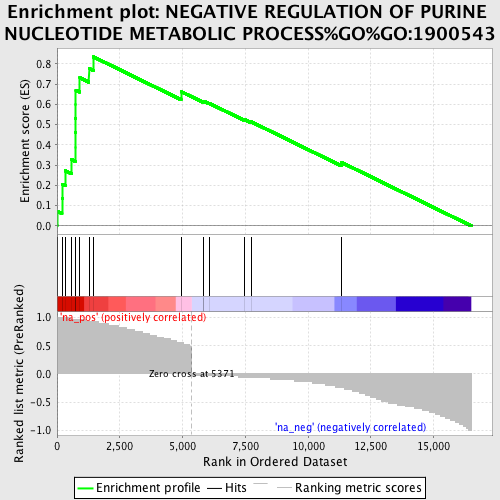 Enrichment plot: NEGATIVE REGULATION OF PURINE
NUCLEOTIDE METABOLIC PROCESS%GO%GO:1900543
Enrichment score (ES)
0.8
0.7
0.6
0.5
0.4
0.3
0.2
0.1
0.0
Ranked list metric (PreRanked)
1.0
0.5
0.0
-0.5
-1.0
'na_pos' (positively correlated)
Zero cross at 5371
'na_neg' (negatively correlated)
0 2,500 5,000 7,500 10,000 12,500 15,000
Rank in Ordered Dataset
Enrichment profile Hits Ranking metric scores